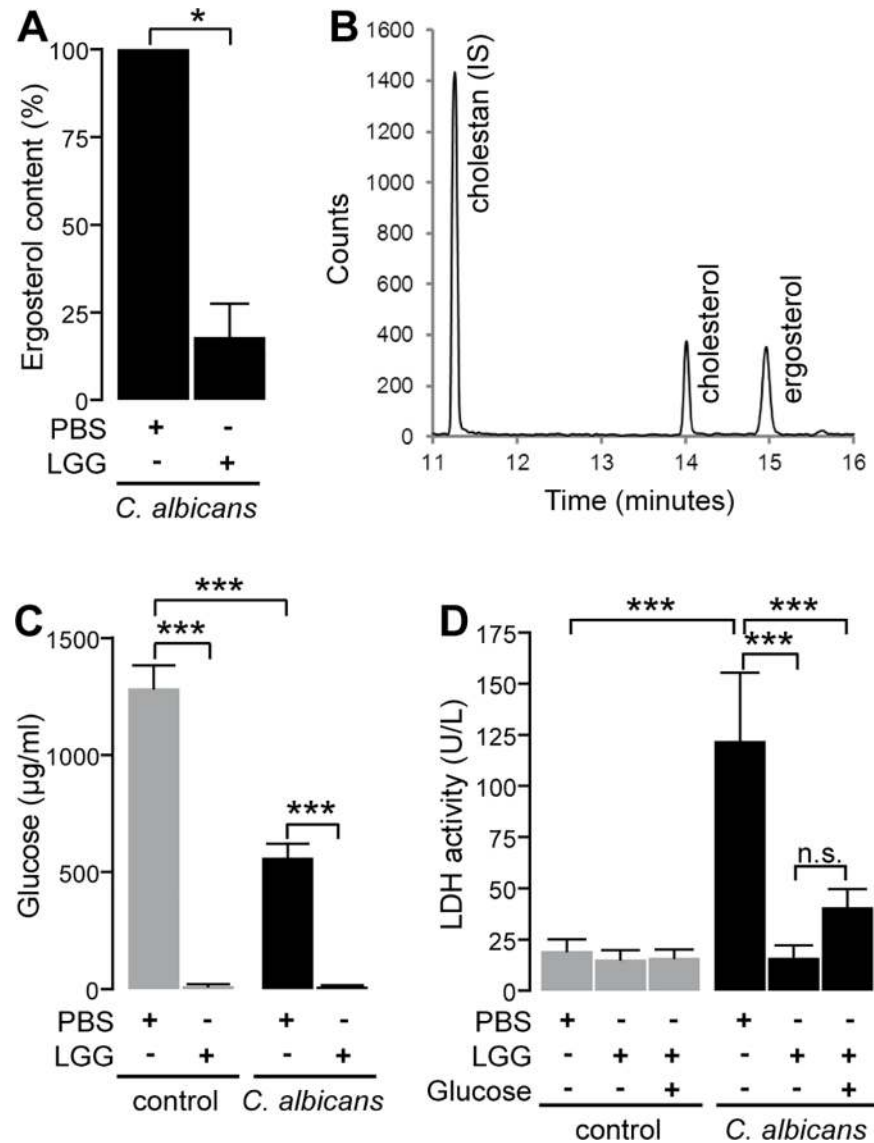 A
*
Ergosterol content (%)
100
75
50
25
0
PBS + -
LGG - +
C. albicans
B
Counts
1600
1400
1200
1000
800
600
400
200
0
cholestan (IS)
cholesterol
ergosterol
11 12 13 14 15 16
Time (minutes)
C
***
***
***
Glucose (µg/ml)
1500
1000
500
0
PBS + - + -
LGG - + - +
control C. albicans
D
*** ***
***
n.s.
LDH activity (U/L)
175
150
125
100
75
50
25
0
PBS + - - + - -
LGG - + + - + +
Glucose - - + - - +
control C. albicans